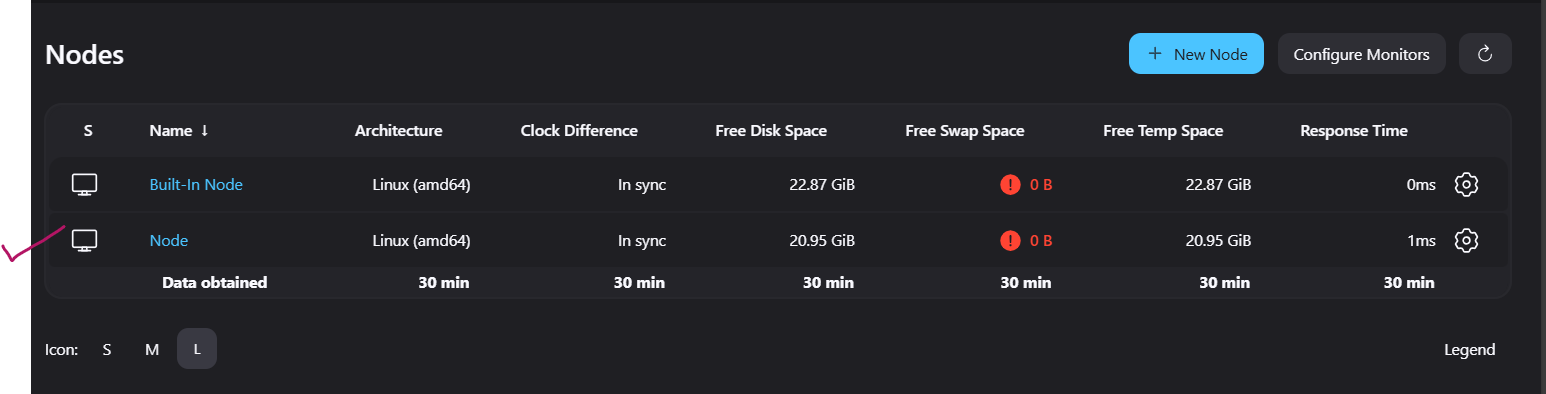 Nodes
+ New Node Configure Monitors
S Name ↓ Architecture Clock Difference Free Disk Space Free Swap Space Free Temp Space Response Time
Built-In Node Linux (amd64) In sync 22.87 GiB ! 0 B 22.87 GiB 0ms
Node Linux (amd64) In sync 20.95 GiB ! 0 B 20.95 GiB 1ms
Data obtained 30 min 30 min 30 min 30 min 30 min 30 min
Icon: S M L Legend